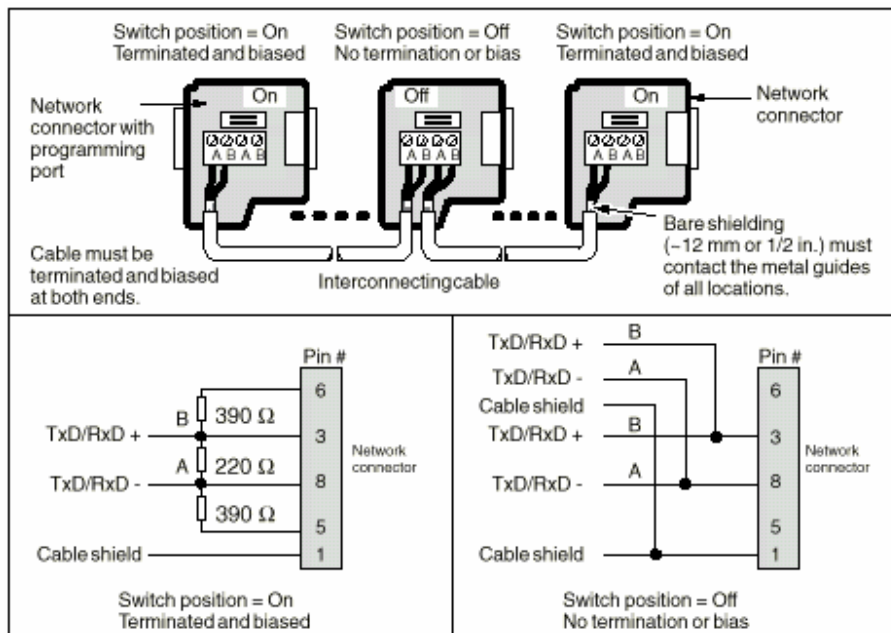 Switch position = On
Terminated and biased
Switch position = Off
No termination or bias
Switch position = On
Terminated and biased
On
Off
On
Network
connector with
programming
port
A B A B
A B A B
A B A B
Network
connector
Cable must be
terminated and biased
at both ends.
Interconnecting cable
Bare shielding
(~12 mm or 1/2 in.) must
contact the metal guides
of all locations.
Pin #
6
B 390 Ω
TxD/RxD + 3
A 220 Ω
TxD/RxD - 8
390 Ω
5
Cable shield 1
Network
connector
Switch position = On
Terminated and biased
TxD/RxD + B
Pin #
TxD/RxD - A
6
Cable shield
TxD/RxD + B 3
TxD/RxD - A 8
5
Cable shield 1
Network
connector
Switch position = Off
No termination or bias